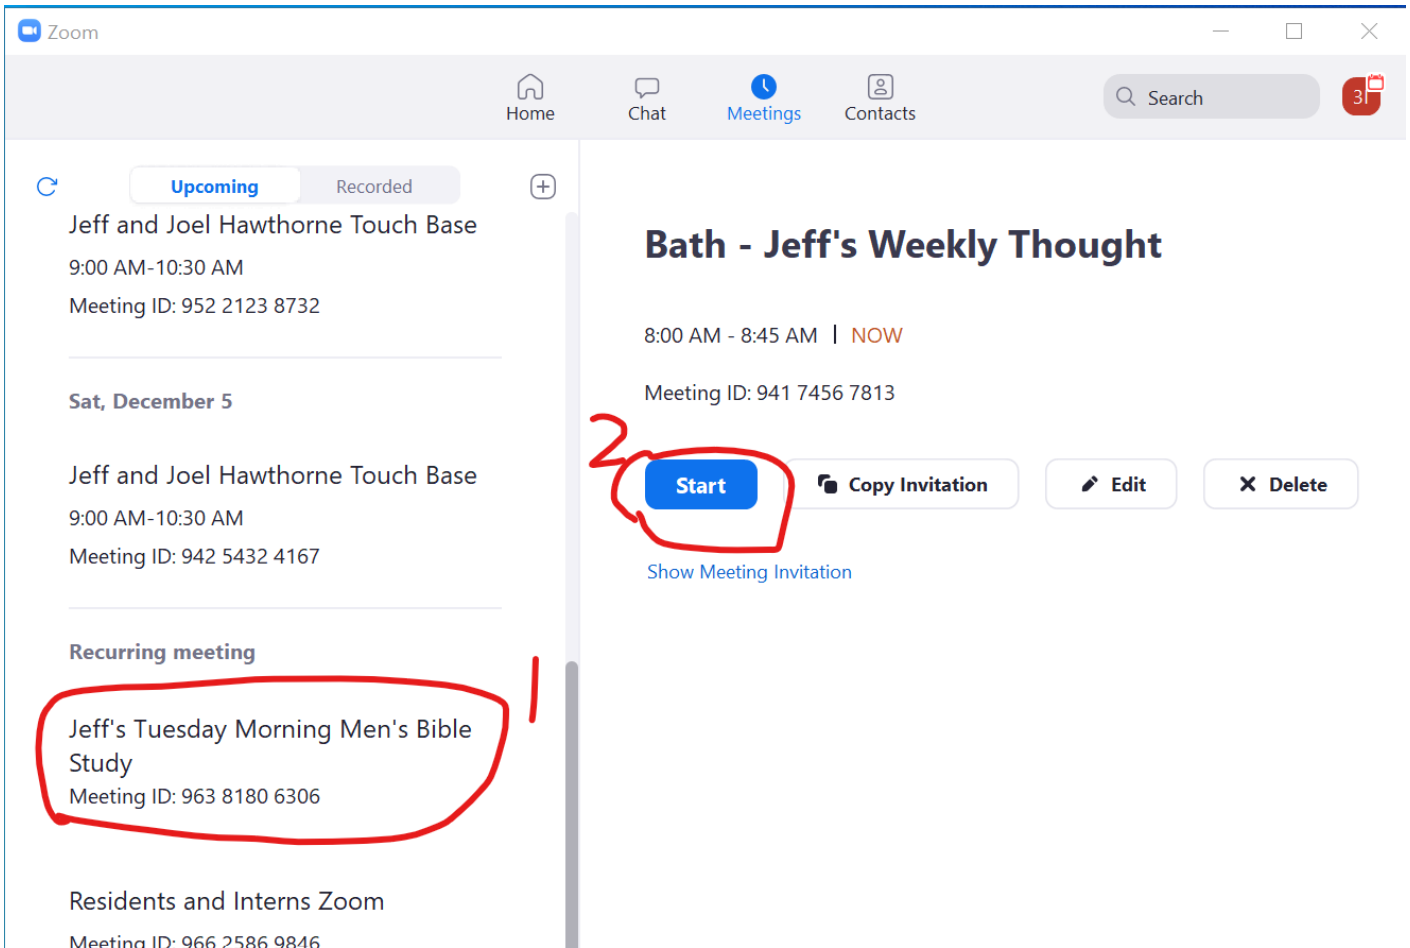 Zoom
Home
Chat
Meetings
Contacts
Search
3
Upcoming
Recorded
Jeff and Joel Hawthorne Touch Base
9:00 AM-10:30 AM
Meeting ID: 952 2123 8732
Sat, December 5
Jeff and Joel Hawthorne Touch Base
9:00 AM-10:30 AM
Meeting ID: 942 5432 4167
Recurring meeting
1
Jeff's Tuesday Morning Men's Bible
Study
Meeting ID: 963 8180 6306
Residents and Interns Zoom
Meeting ID: 966 2586 9846
Bath - Jeff's Weekly Thought
8:00 AM - 8:45 AM | NOW
Meeting ID: 941 7456 7813
2
Start
Copy Invitation
Edit
Delete
Show Meeting Invitation